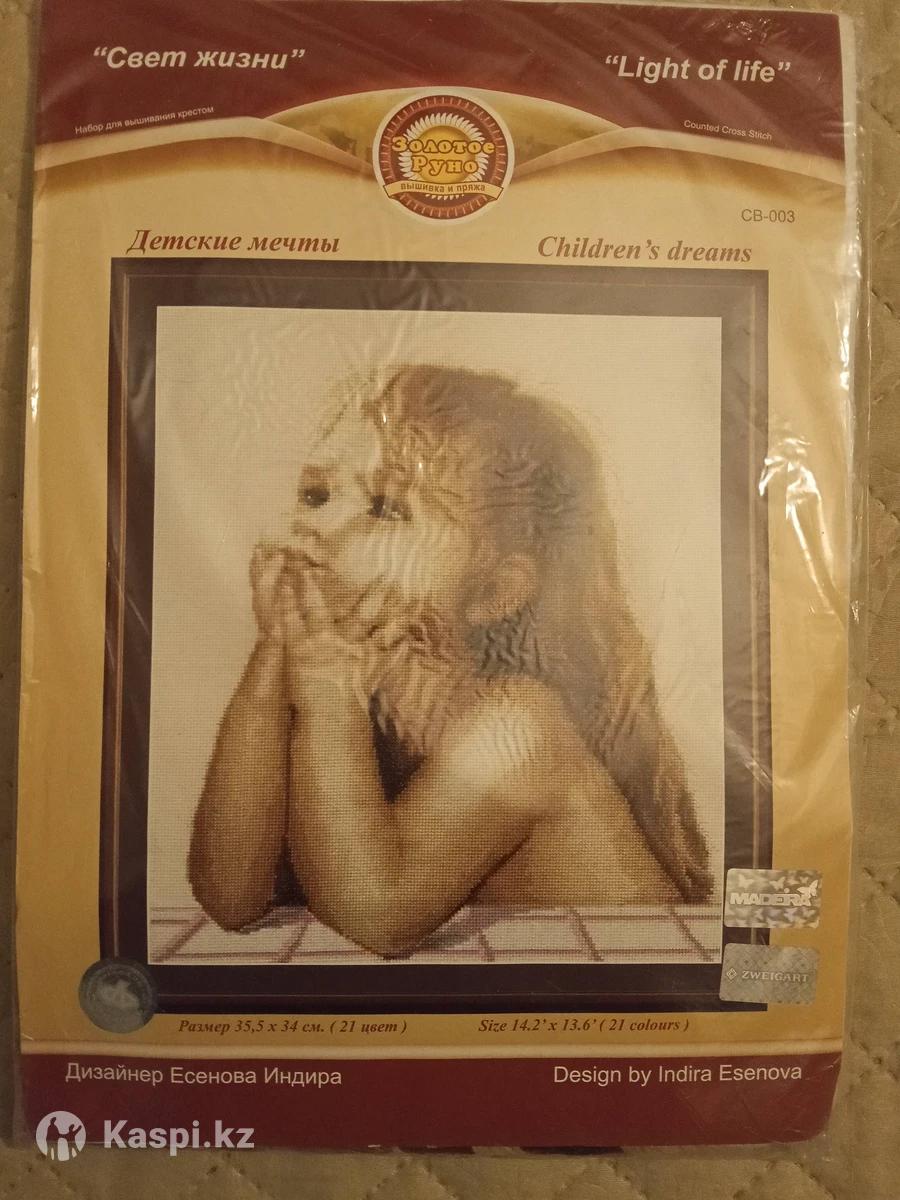 “Свет жизни”
“Light of life”
Набор для вышивания крестом
Counted Cross Stitch
Золотое
Руно
вышивка и пряжа
CB-003
Детские мечты
Children’s dreams
MADEIRA
ZWEIGART
Размер 35,5 x 34 см. ( 21 цвет )
Size 14.2’ x 13.6’ ( 21 colours )
Дизайнер Есенова Индира
Design by Indira Esenova
Kaspi.kz